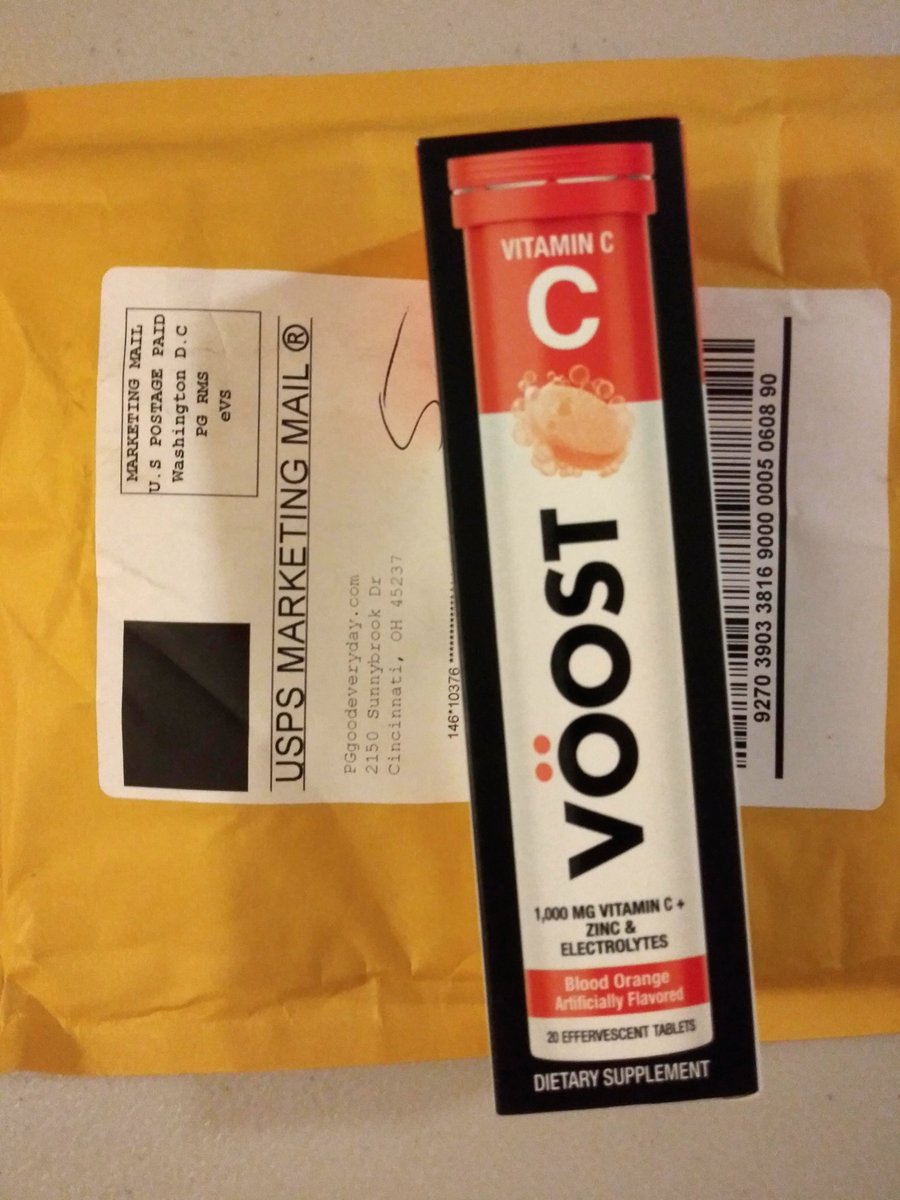 MARKETING MAIL
U.S POSTAGE PAID
Washington D.C
PG RMS
eVS
USPS MARKETING MAIL ®
PGgoodeveryday.com
2150 Sunnybrook Dr
Cincinnati, OH 45237
146*10376**********
9270 3903 3816 9000 0005 0608 90
VITAMIN C
C
VÖOST
1,000 MG VITAMIN C +
ZINC &
ELECTROLYTES
Blood Orange
Artificially Flavored
20 EFFERVESCENT TABLETS
DIETARY SUPPLEMENT